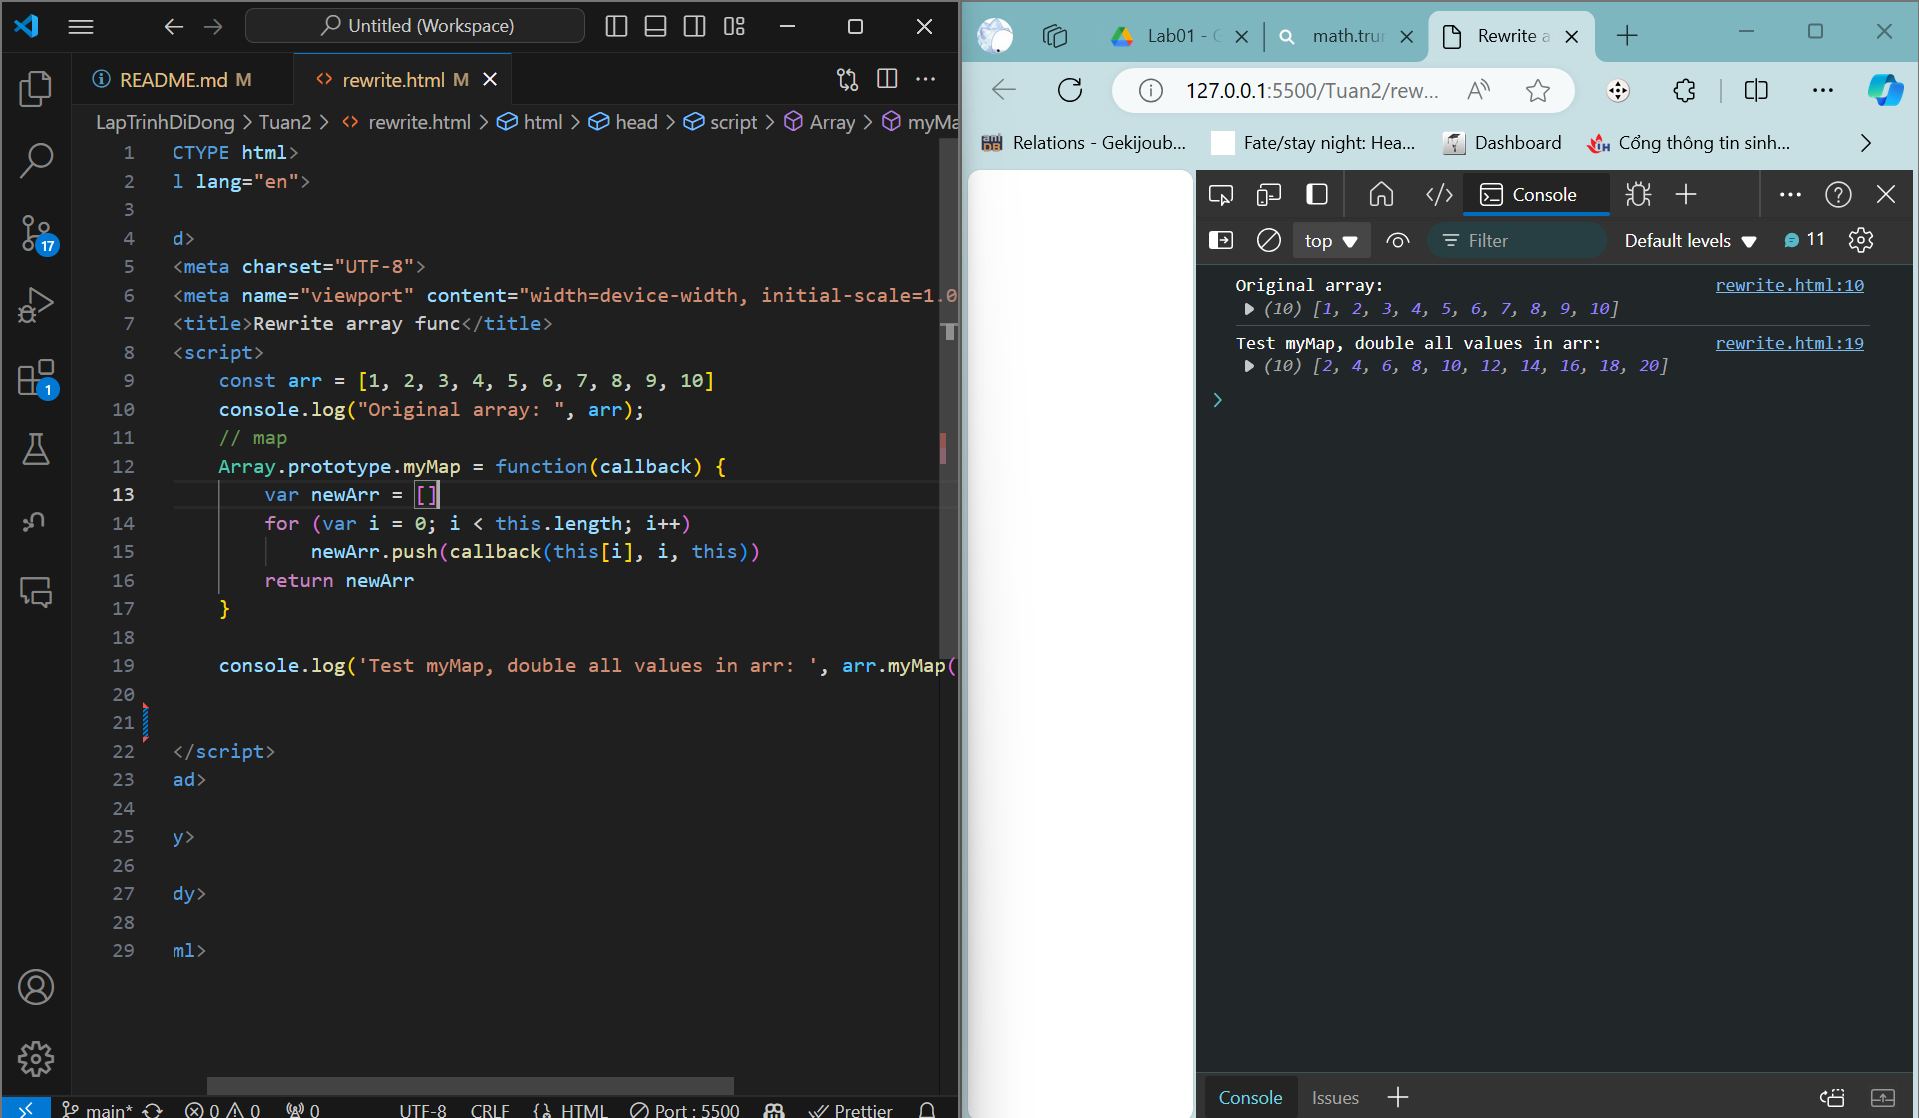 Untitled (Workspace)
README.md M
rewrite.html M
LapTrinhDiDong > Tuan2 > <> rewrite.html > html > head > script > Array >
1 CTYPE html>
2 l lang="en">
3
4 d>
5 <meta charset="UTF-8">
6 <meta name="viewport" content="width=device-width, initial-scale=1.0
7 <title>Rewrite array func</title>
8 <script>
9 const arr = [1, 2, 3, 4, 5, 6, 7, 8, 9, 10]
10 console.log("Original array: ", arr);
11 // map
12 Array.prototype.myMap = function(callback) {
13 var newArr = []
14 for (var i = 0; i < this.length; i++)
15 newArr.push(callback(this[i], i, this))
16 return newArr
17 }
18
19 console.log('Test myMap, double all values in arr: ', arr.myMap(
20
21
22 </script>
23 ad>
24
25 y>
26
27 dy>
28
29 ml>
17
1
main* 0 0 0 UTF-8 CRLF {} HTML Port : 5500 Prettier
Lab01 -
math.trur
Rewrite a
127.0.0.1:5500/Tuan2/rew...
Relations - Gekijoub...
Fate/stay night: Hea...
Dashboard
Cổng thông tin sinh...
Console
top
Filter
Default levels
11
Original array: rewrite.html:10
(10) [1, 2, 3, 4, 5, 6, 7, 8, 9, 10]
Test myMap, double all values in arr: rewrite.html:19
(10) [2, 4, 6, 8, 10, 12, 14, 16, 18, 20]
>
Console Issues